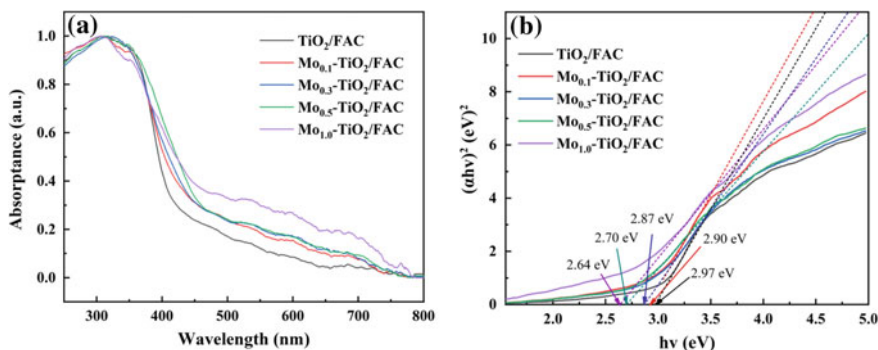 (a)
TiO₂/FAC
Mo₀.₁-TiO₂/FAC
Mo₀.₃-TiO₂/FAC
Mo₀.₅-TiO₂/FAC
Mo₁.₀-TiO₂/FAC
Absorptance (a.u.)
1.0
0.8
0.6
0.4
0.2
0.0
300 400 500 600 700 800
Wavelength (nm)
(b)
TiO₂/FAC
Mo₀.₁-TiO₂/FAC
Mo₀.₃-TiO₂/FAC
Mo₀.₅-TiO₂/FAC
Mo₁.₀-TiO₂/FAC
(αhv)² (eV)²
10
8
6
4
2
0
2.87 eV
2.70 eV
2.90 eV
2.64 eV
2.97 eV
2.0 2.5 3.0 3.5 4.0 4.5 5.0
hv (eV)